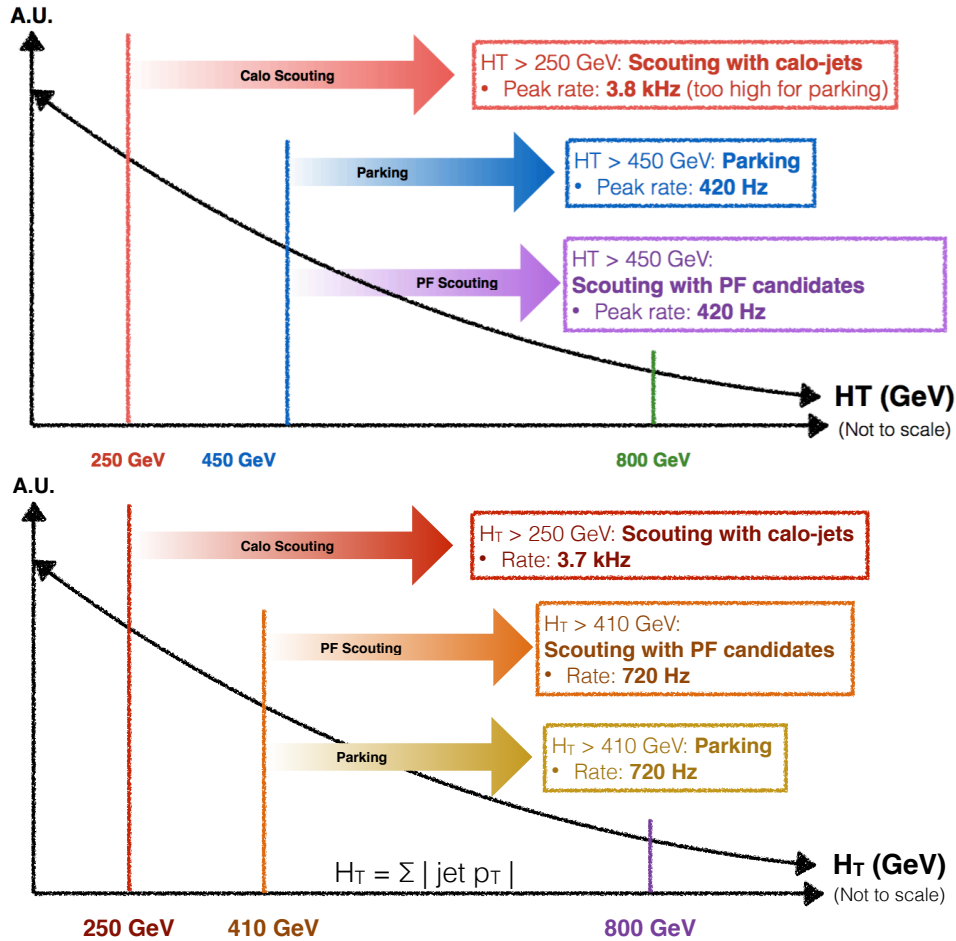 A.U.
Calo Scouting
HT > 250 GeV: Scouting with calo-jets
• Peak rate: 3.8 kHz (too high for parking)
Parking
HT > 450 GeV: Parking
• Peak rate: 420 Hz
PF Scouting
HT > 450 GeV:
Scouting with PF candidates
• Peak rate: 420 Hz
HT (GeV)
(Not to scale)
250 GeV
450 GeV
800 GeV
A.U.
Calo Scouting
HT > 250 GeV: Scouting with calo-jets
• Rate: 3.7 kHz
PF Scouting
HT > 410 GeV:
Scouting with PF candidates
• Rate: 720 Hz
Parking
HT > 410 GeV: Parking
• Rate: 720 Hz
HT = Σ | jet pT |
HT (GeV)
(Not to scale)
250 GeV
410 GeV
800 GeV